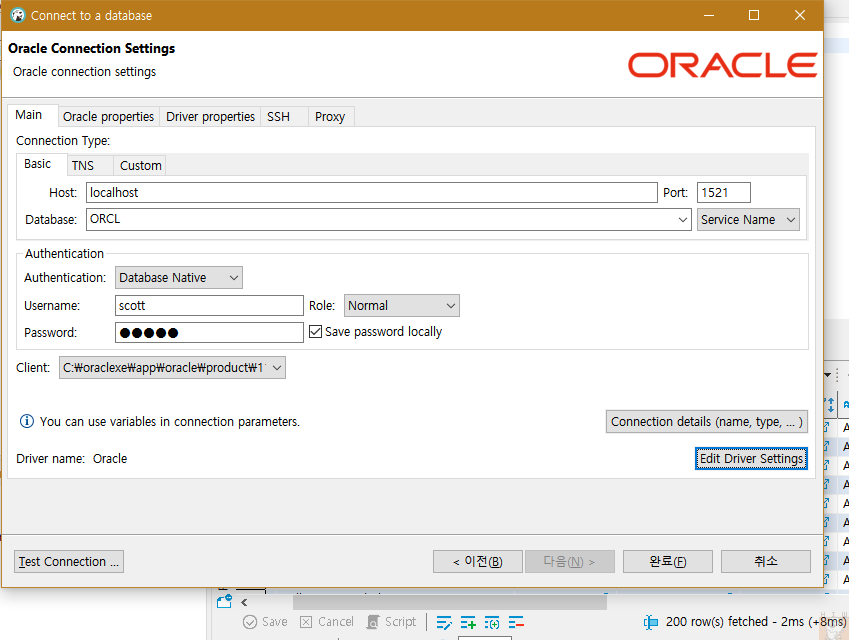 Connect to a database
Oracle Connection Settings
Oracle connection settings
ORACLE
Main Oracle properties Driver properties SSH Proxy
Connection Type:
Basic TNS Custom
Host: localhost Port: 1521
Database: ORCL Service Name
Authentication
Authentication: Database Native
Username: scott Role: Normal
Password: ●●●●● Save password locally
Client: C:₩oraclexe₩app₩oracle₩product₩1
You can use variables in connection parameters. Connection details (name, type, ... )
Driver name: Oracle Edit Driver Settings
Test Connection ... < 이전(B) 다음(N) > 완료(F) 취소
Save Cancel Script 200 row(s) fetched - 2ms (+8ms)